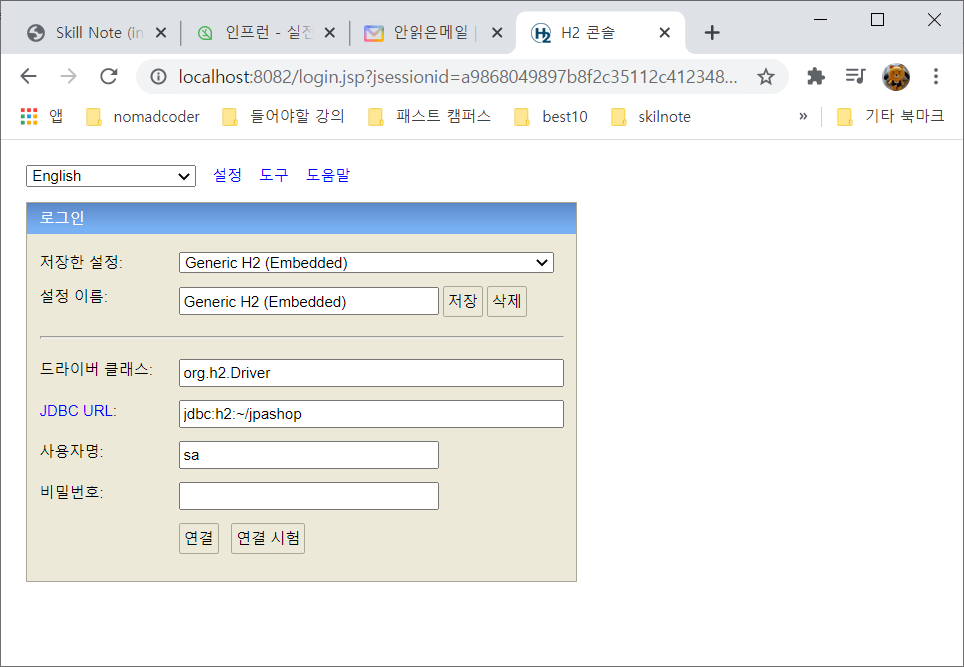 Skill Note (in
인프런 - 실전
안읽은메일
H2 콘솔
localhost:8082/login.jsp?jsessionid=a9868049897b8f2c35112c412348...
앱 nomadcoder 들어야할 강의 패스트 캠퍼스 best10 skilnote » 기타 북마크
English 설정 도구 도움말
로그인
저장한 설정: Generic H2 (Embedded)
설정 이름: Generic H2 (Embedded) 저장 삭제
드라이버 클래스: org.h2.Driver
JDBC URL: jdbc:h2:~/jpashop
사용자명: sa
비밀번호:
연결 연결 시험